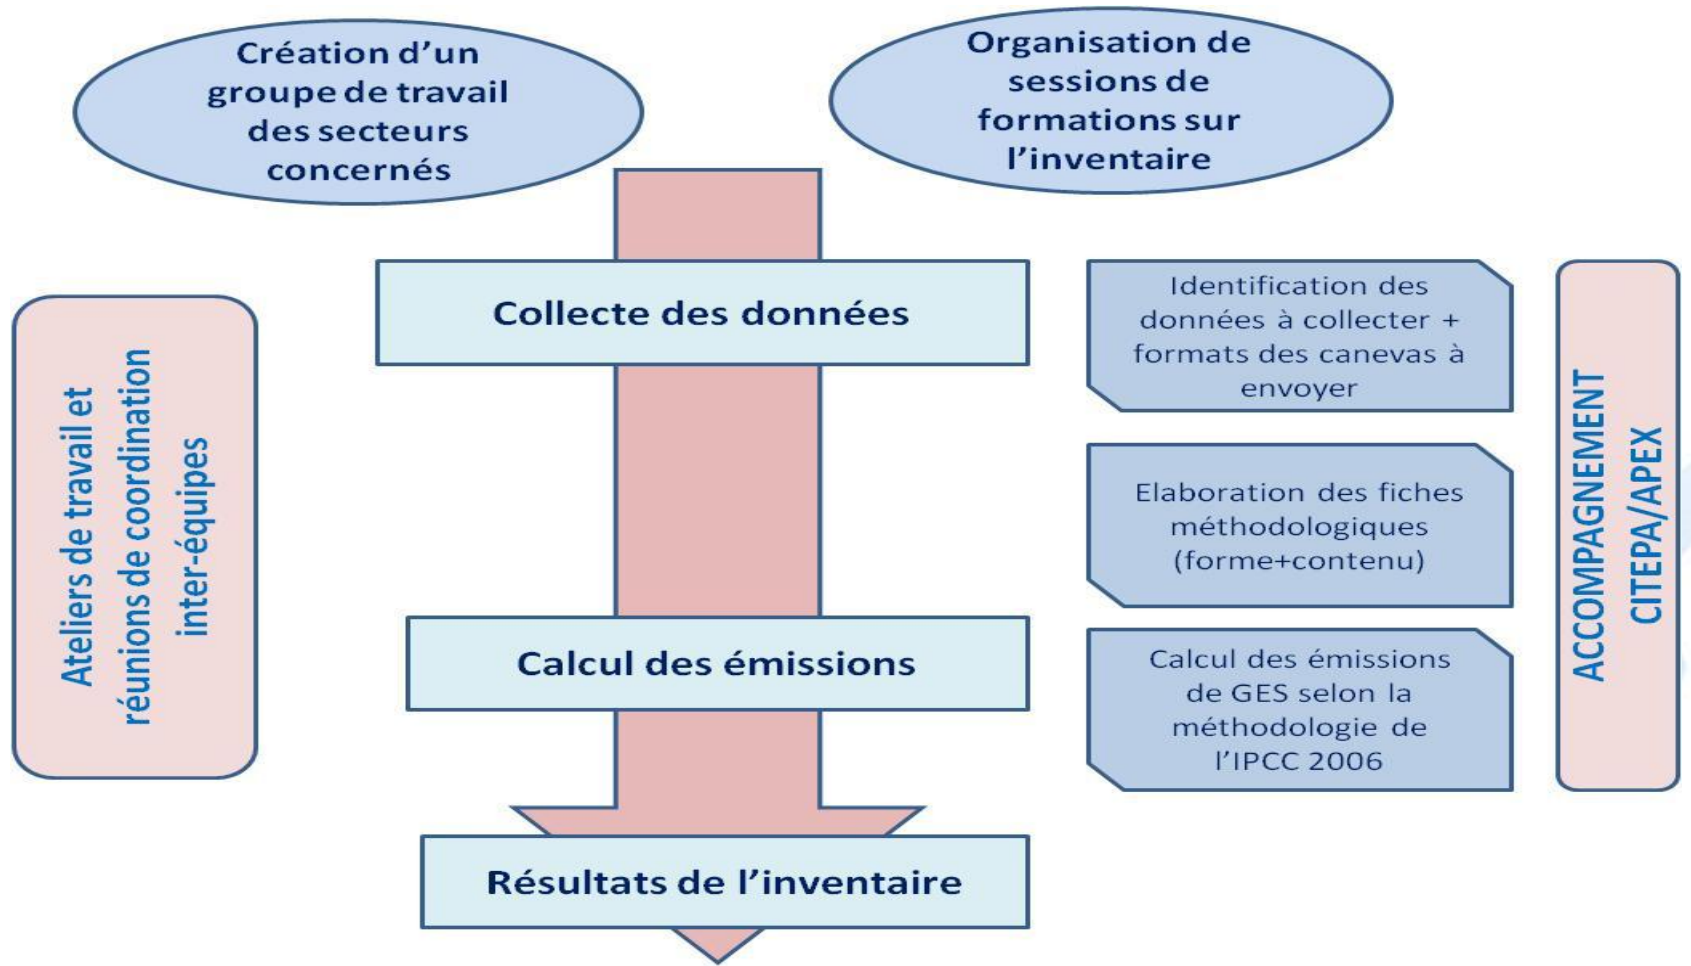 Création d’un
groupe de travail
des secteurs
concernés
Organisation de
sessions de
formations sur
l’inventaire
Ateliers de travail et
réunions de coordination
inter-équipes
Collecte des données
Calcul des émissions
Résultats de l’inventaire
Identification des
données à collecter +
formats des canevas à
envoyer
Elaboration des fiches
méthodologiques
(forme+contenu)
Calcul des émissions
de GES selon la
méthodologie de
l’IPCC 2006
ACCOMPAGNEMENT
CITEPA/APEX